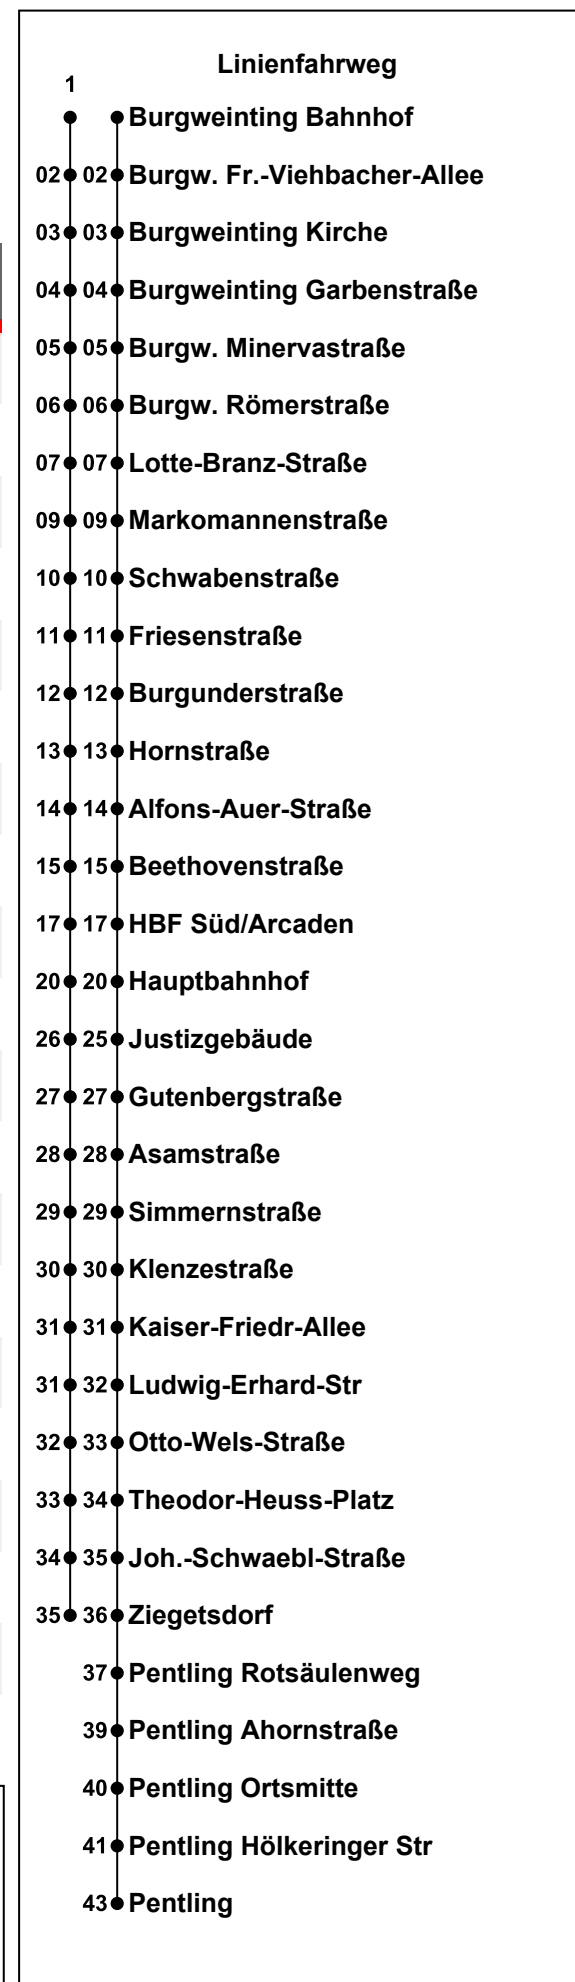 Linienfahrweg
1
Burgweinting Bahnhof
02 02 Burgw. Fr.-Viehbacher-Allee
03 03 Burgweinting Kirche
04 04 Burgweinting Garbenstraße
05 05 Burgw. Minervastraße
06 06 Burgw. Römerstraße
07 07 Lotte-Branz-Straße
09 09 Markomannenstraße
10 10 Schwabenstraße
11 11 Friesenstraße
12 12 Burgunderstraße
13 13 Hornstraße
14 14 Alfons-Auer-Straße
15 15 Beethovenstraße
17 17 HBF Süd/Arcaden
20 20 Hauptbahnhof
26 25 Justizgebäude
27 27 Gutenbergstraße
28 28 Asamstraße
29 29 Simmernstraße
30 30 Klenzestraße
31 31 Kaiser-Friedr-Allee
31 32 Ludwig-Erhard-Str
32 33 Otto-Wels-Straße
33 34 Theodor-Heuss-Platz
34 35 Joh.-Schwaebl-Straße
35 36 Ziegetsdorf
37 Pentling Rotsäulenweg
39 Pentling Ahornstraße
40 Pentling Ortsmitte
41 Pentling Hölkeringer Str
43 Pentling